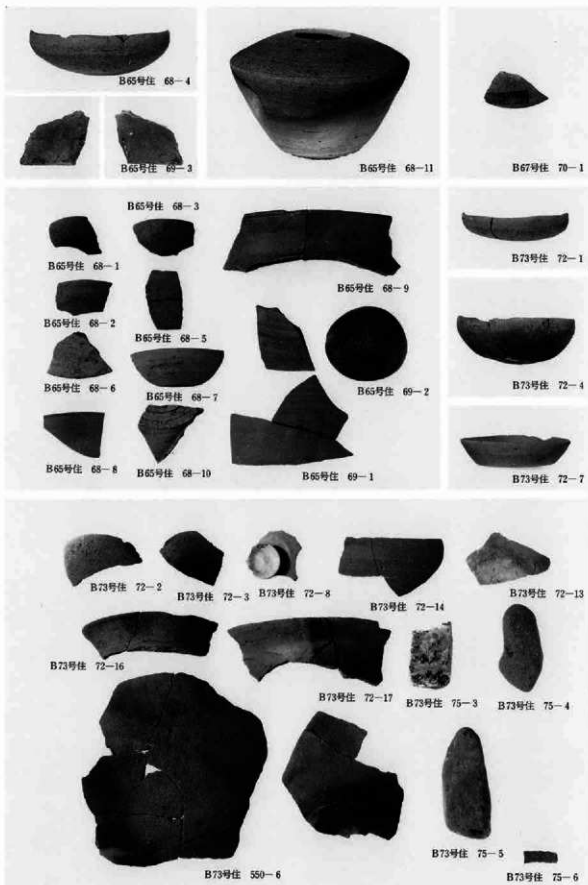 B65号住 68-4
B65号住 69-3
B65号住 68-11
B67号住 70-1
B65号住 68-3
B65号住 68-1
B65号住 68-9
B65号住 68-2
B65号住 68-5
B65号住 68-6
B65号住 68-7
B65号住 69-2
B65号住 68-8
B65号住 68-10
B65号住 69-1
B73号住 72-1
B73号住 72-4
B73号住 72-7
B73号住 72-2
B73号住 72-3
B73号住 72-8
B73号住 72-14
B73号住 72-13
B73号住 72-16
B73号住 72-17
B73号住 75-3
B73号住 75-4
B73号住 550-6
B73号住 75-5
B73号住 75-6